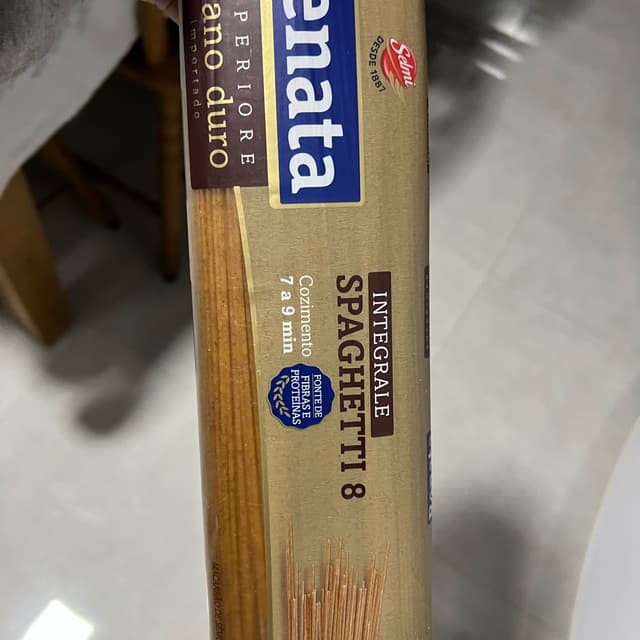 enata
PERIORE
ano duro
importado
Selmi
DESDE 1887
INTEGRALE
SPAGHETTI 8
Cozimento
7 a 9 min
FONTE DE
FIBRAS E
PROTEÍNAS